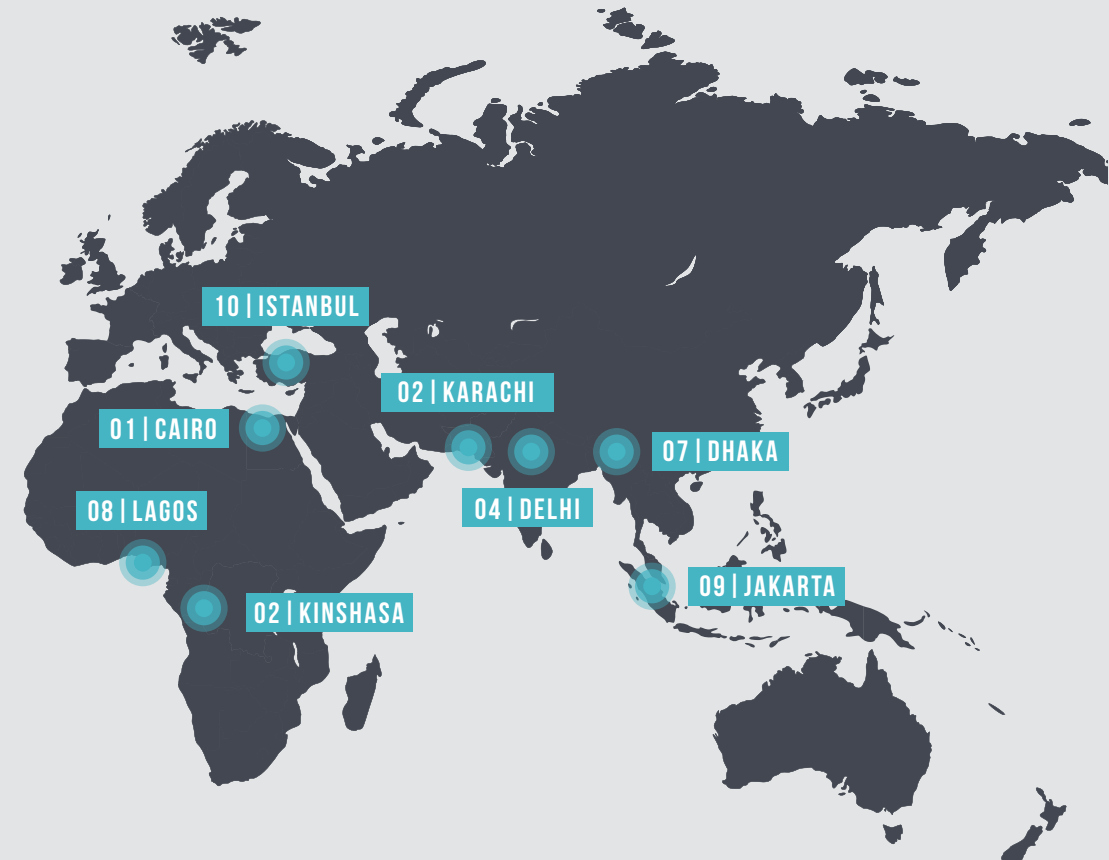 10 | ISTANBUL
02 | KARACHI
01 | CAIRO
07 | DHAKA
04 | DELHI
08 | LAGOS
09 | JAKARTA
02 | KINSHASA